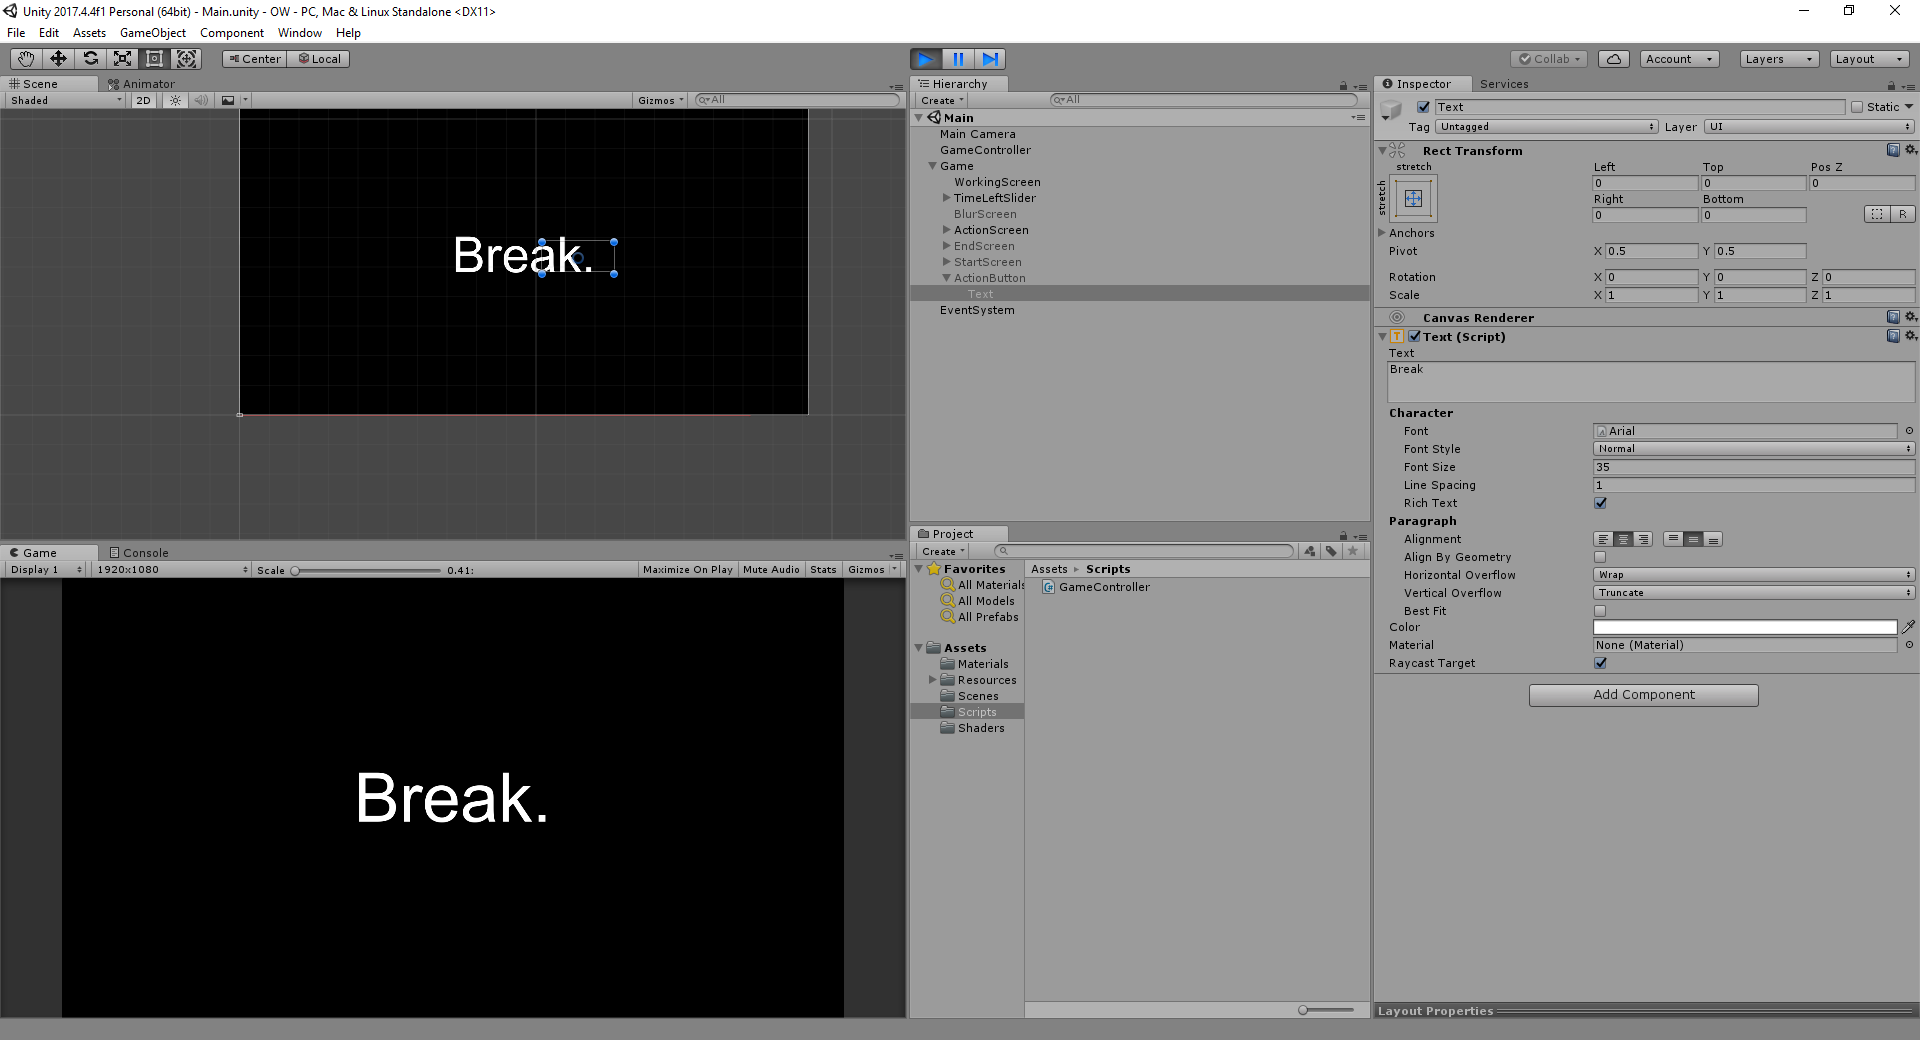 Unity 2017.4.4f1 Personal (64bit) - Main.unity - OW - PC, Mac & Linux Standalone <DX11>
File Edit Assets GameObject Component Window Help
Center Local
Collab Account Layers Layout
Scene Animator
Shaded 2D Gizmos All
Break.
Game Console
Display 1 1920x1080 Scale 0.41: Maximize On Play Mute Audio Stats Gizmos
Break.
Hierarchy
Create All
Main
Main Camera
GameController
Game
WorkingScreen
TimeLeftSlider
BlurScreen
ActionScreen
EndScreen
StartScreen
ActionButton
Text
EventSystem
Project
Create
Favorites
All Materials
All Models
All Prefabs
Assets
Materials
Resources
Scenes
Scripts
Shaders
Assets Scripts
GameController
Inspector Services
Text Static
Tag Untagged Layer UI
Rect Transform
stretch Left Top Pos Z
stretch 0 0 0
Right Bottom
0 0 R
Anchors
Pivot X 0.5 Y 0.5
Rotation X 0 Y 0 Z 0
Scale X 1 Y 1 Z 1
Canvas Renderer
T Text (Script)
Text
Break
Character
Font Arial
Font Style Normal
Font Size 35
Line Spacing 1
Rich Text
Paragraph
Alignment
Align By Geometry
Horizontal Overflow Wrap
Vertical Overflow Truncate
Best Fit
Color
Material None (Material)
Raycast Target
Add Component
Layout Properties